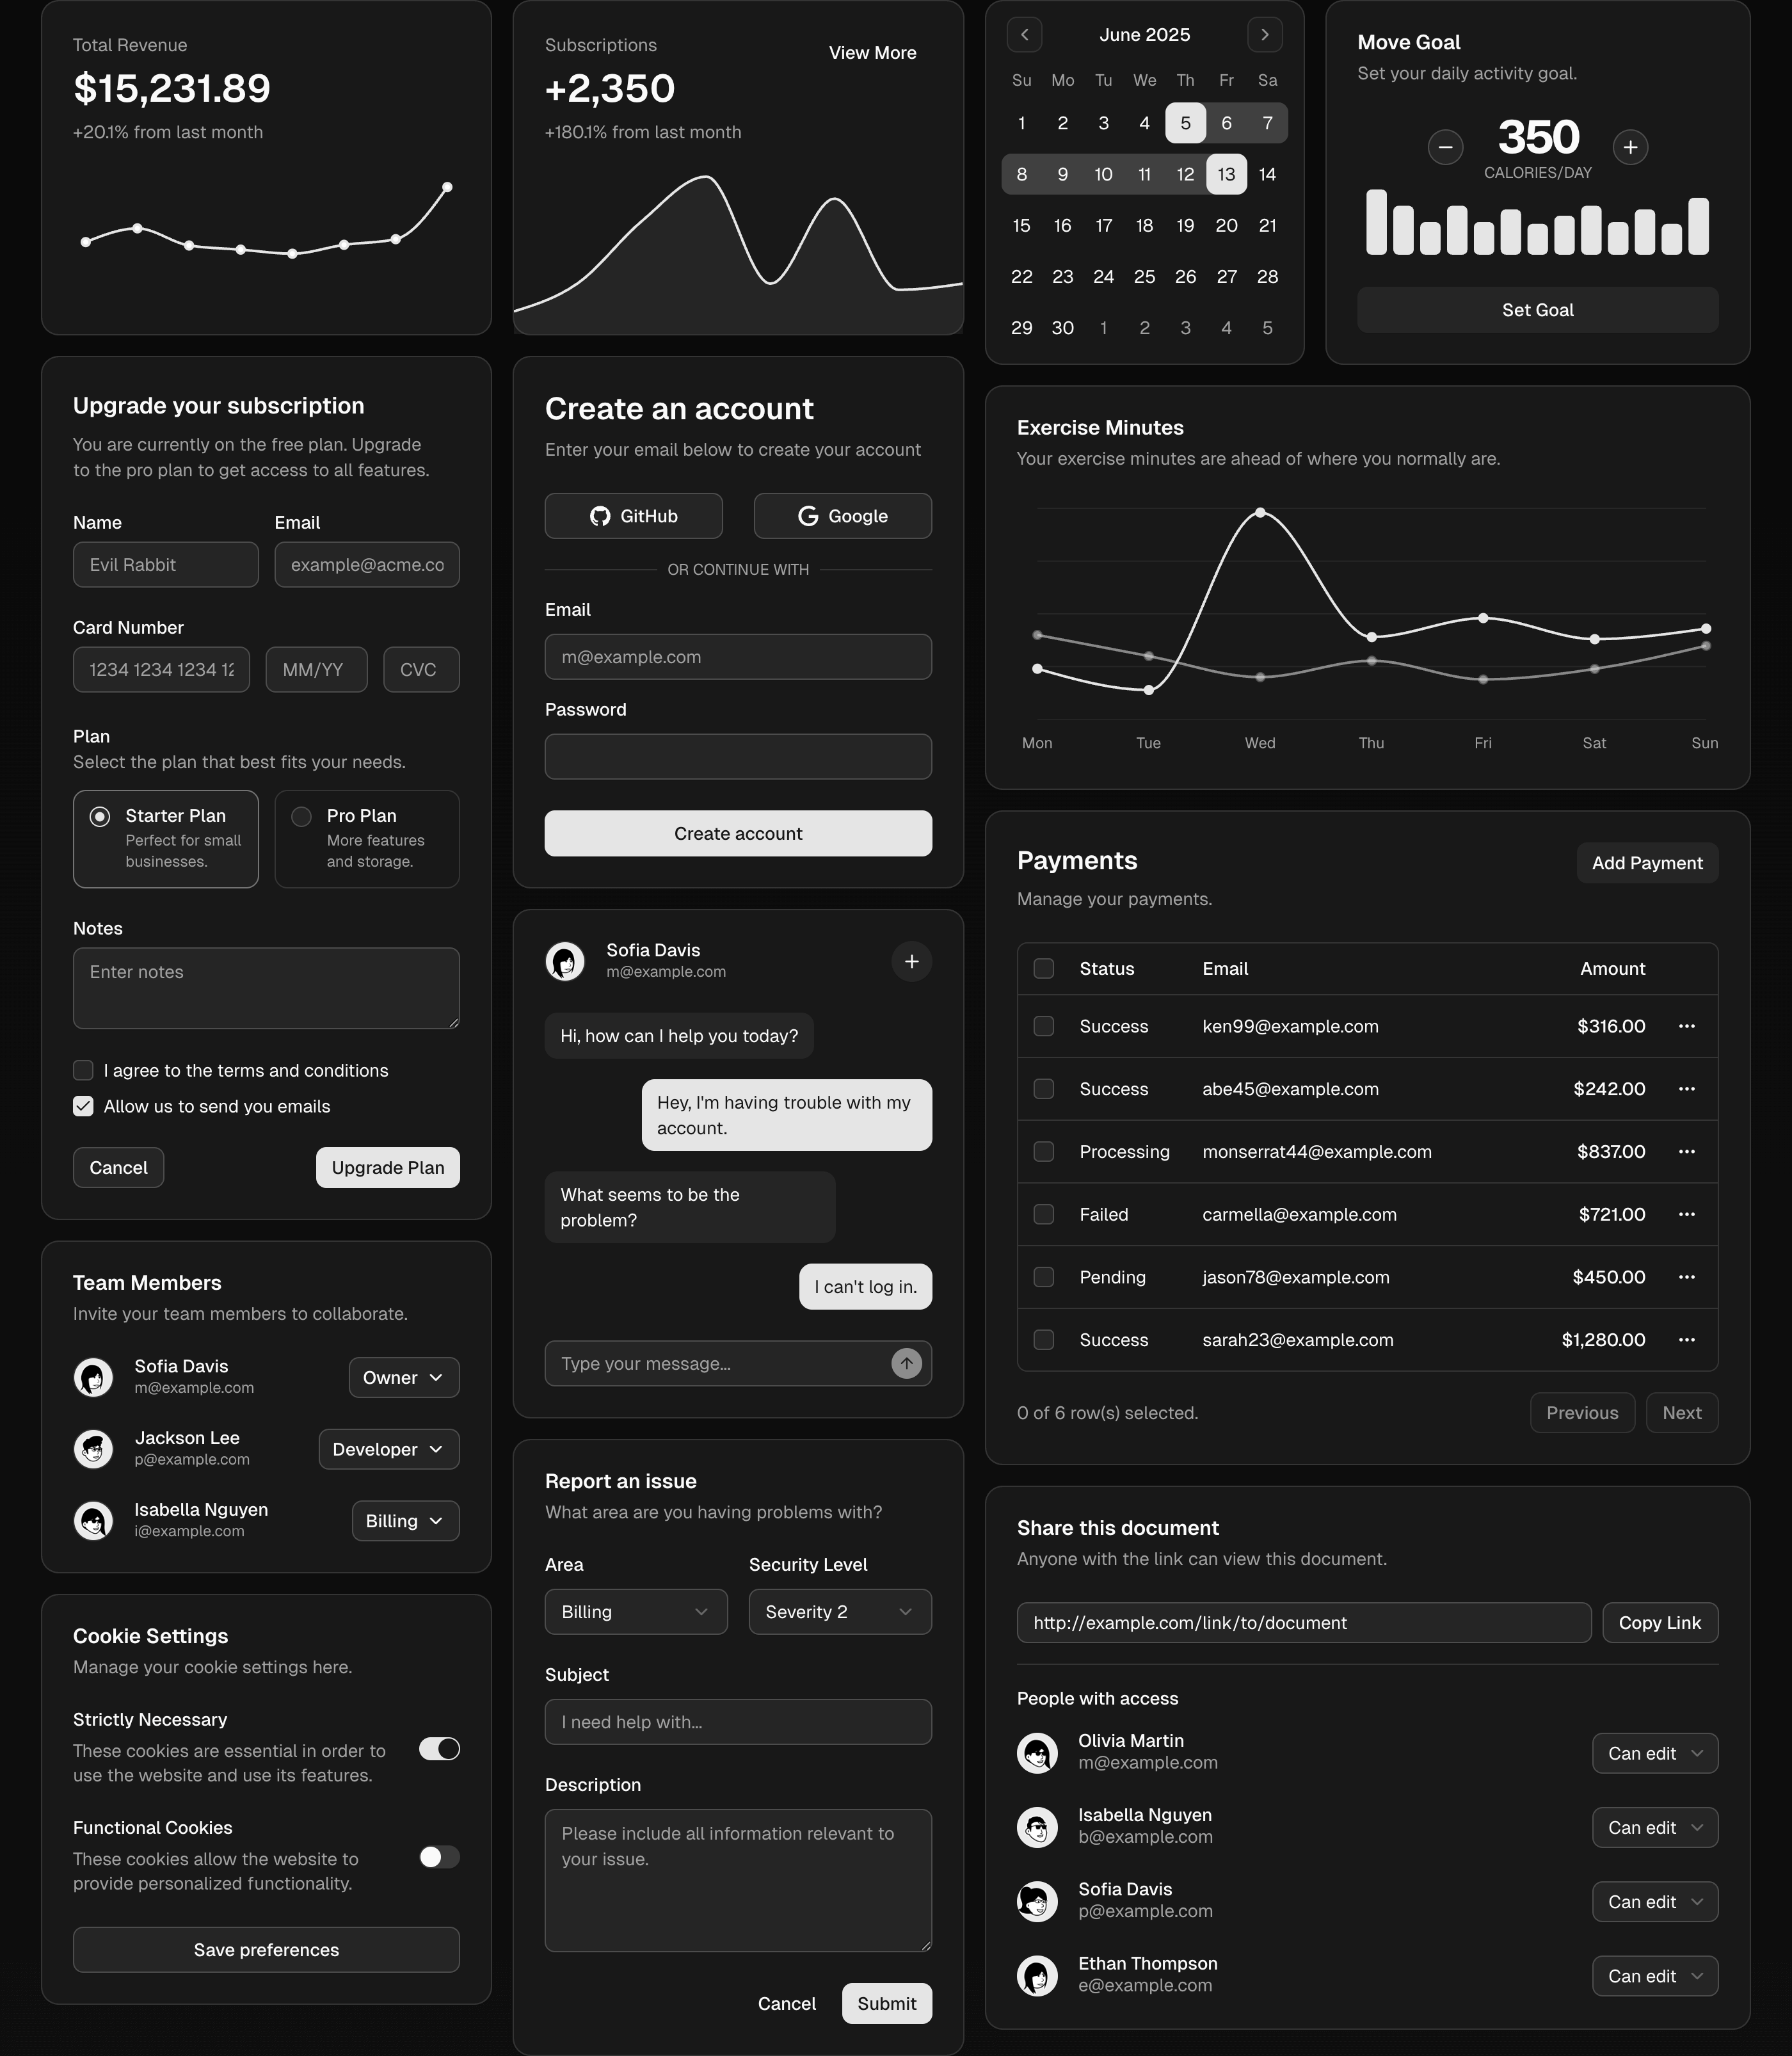 Total Revenue
$15,231.89
+20.1% from last month
Subscriptions
+2,350
+180.1% from last month
View More
June 2025
Su Mo Tu We Th Fr Sa
1 2 3 4 5 6 7
8 9 10 11 12 13 14
15 16 17 18 19 20 21
22 23 24 25 26 27 28
29 30 1 2 3 4 5
Move Goal
Set your daily activity goal.
350
CALORIES/DAY
Set Goal
Upgrade your subscription
You are currently on the free plan. Upgrade
to the pro plan to get access to all features.
Name Email
Evil Rabbit example@acme.co
Card Number
1234 1234 1234 12 MM/YY CVC
Plan
Select the plan that best fits your needs.
Starter Plan
Perfect for small
businesses.
Pro Plan
More features
and storage.
Notes
Enter notes
I agree to the terms and conditions
Allow us to send you emails
Cancel Upgrade Plan
Team Members
Invite your team members to collaborate.
Sofia Davis
m@example.com
Owner
Jackson Lee
p@example.com
Developer
Isabella Nguyen
i@example.com
Billing
Cookie Settings
Manage your cookie settings here.
Strictly Necessary
These cookies are essential in order to
use the website and use its features.
Functional Cookies
These cookies allow the website to
provide personalized functionality.
Save preferences
Create an account
Enter your email below to create your account
GitHub Google
OR CONTINUE WITH
Email
m@example.com
Password
Create account
Sofia Davis
m@example.com
Hi, how can I help you today?
Hey, I'm having trouble with my
account.
What seems to be the
problem?
I can't log in.
Type your message...
Report an issue
What area are you having problems with?
Area Security Level
Billing Severity 2
Subject
I need help with...
Description
Please include all information relevant to
your issue.
Cancel Submit
Exercise Minutes
Your exercise minutes are ahead of where you normally are.
Mon Tue Wed Thu Fri Sat Sun
Payments
Manage your payments.
Add Payment
Status Email Amount
Success ken99@example.com $316.00
Success abe45@example.com $242.00
Processing monserrat44@example.com $837.00
Failed carmella@example.com $721.00
Pending jason78@example.com $450.00
Success sarah23@example.com $1,280.00
0 of 6 row(s) selected.
Previous Next
Share this document
Anyone with the link can view this document.
http://example.com/link/to/document Copy Link
People with access
Olivia Martin
m@example.com
Can edit
Isabella Nguyen
b@example.com
Can edit
Sofia Davis
p@example.com
Can edit
Ethan Thompson
e@example.com
Can edit